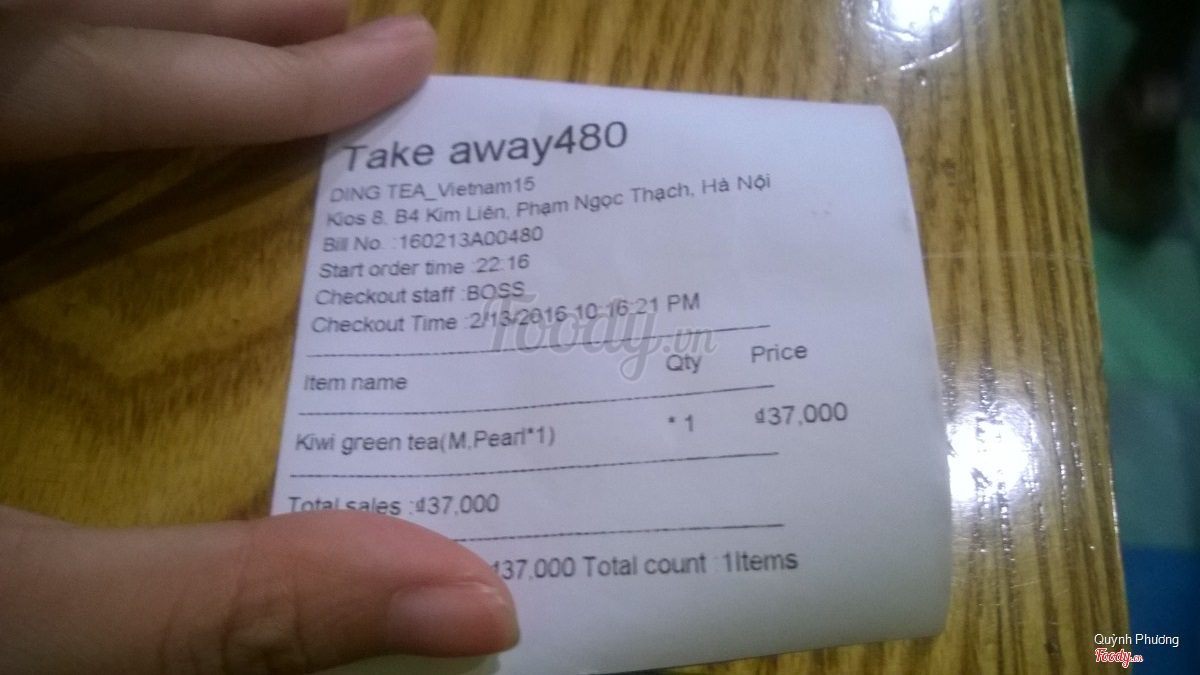 Take away480
DING TEA_Vietnam15
Kios 8, B4 Kim Liên, Phạm Ngọc Thạch, Hà Nội
Bill No. :160213A00480
Start order time :22:16
Checkout staff :BOSS
Checkout Time :2/13/2016 10:16:21 PM
Item name Qty Price
Kiwi green tea(M,Pearl*1) * 1 ₫37,000
Total sales :₫37,000
₫37,000 Total count : 1Items
Foody.vn
Quỳnh Phương
Foody.vn